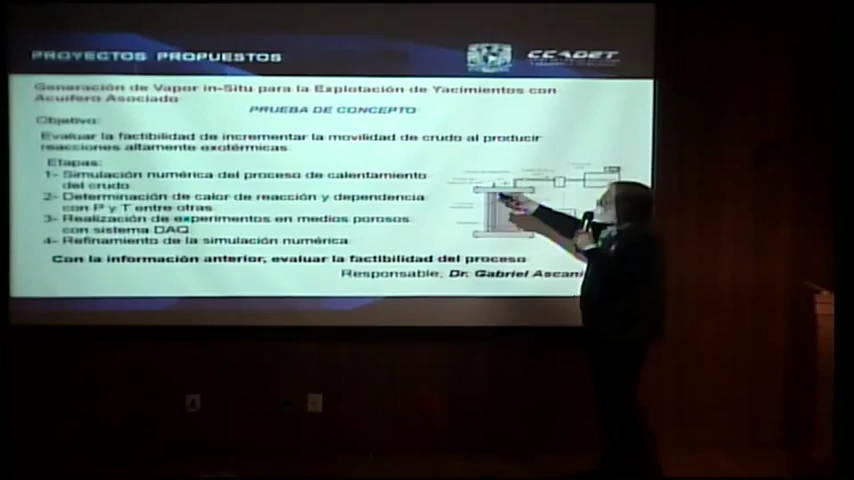 PROYECTOS PROPUESTOS
CCADET
Generación de Vapor in-Situ para la Explotación de Yacimientos con
Acuífero Asociado
PRUEBA DE CONCEPTO
Objetivo:
Evaluar la factibilidad de incrementar la movilidad de crudo al producir
reacciones altamente exotérmicas
Etapas:
1- Simulación numérica del proceso de calentamiento
del crudo
2- Determinación de calor de reacción y dependencia
con P y T entre otras
3- Realización de experimentos en medios porosos
con sistema DAQ
4- Refinamiento de la simulación numérica
Con la información anterior, evaluar la factibilidad del proceso
Responsable; Dr. Gabriel Ascani